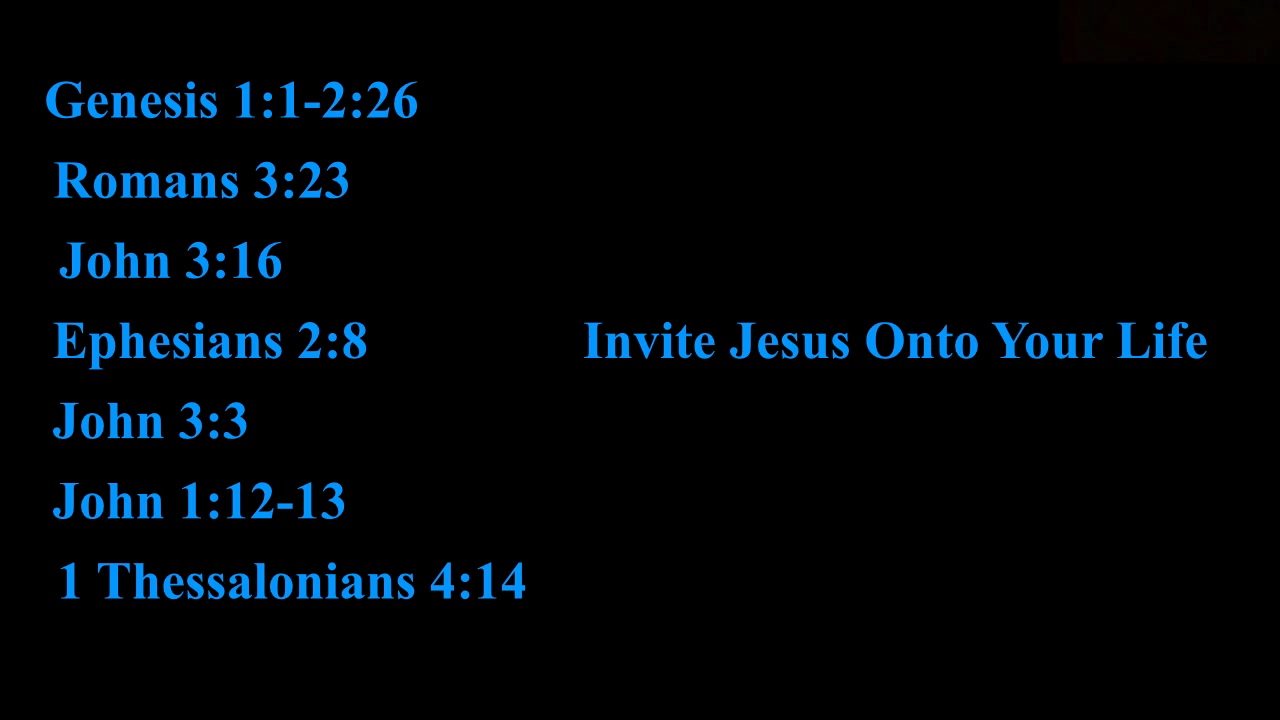 Genesis 1:1-2:26
Romans 3:23
John 3:16
Ephesians 2:8 Invite Jesus Onto Your Life
John 3:3
John 1:12-13
1 Thessalonians 4:14